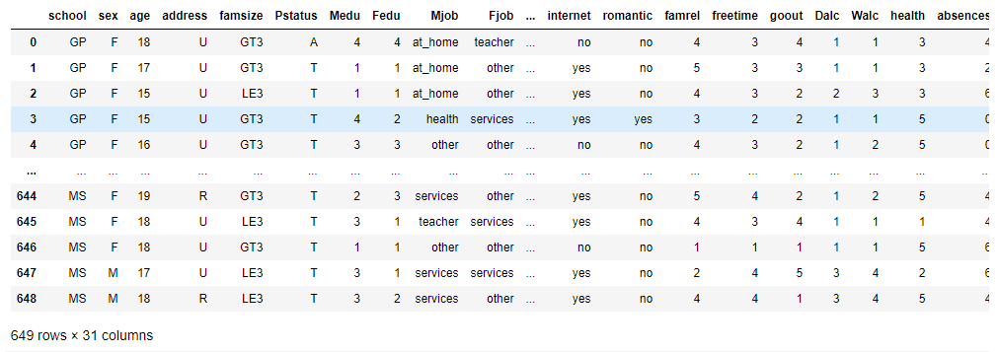 school sex age address famsize Pstatus Medu Fedu Mjob Fjob ... internet romantic famrel freetime goout Dalc Walc health absences
0 GP F 18 U GT3 A 4 4 at_home teacher ... no no 4 3 4 1 1 3 4
1 GP F 17 U GT3 T 1 1 at_home other ... yes no 5 3 3 1 1 3 2
2 GP F 15 U LE3 T 1 1 at_home other ... yes no 4 3 2 2 3 3 6
3 GP F 15 U GT3 T 4 2 health services ... yes yes 3 2 2 1 1 5 0
4 GP F 16 U GT3 T 3 3 other other ... no no 4 3 2 1 2 5 0
... ... ... ... ... ... ... ... ... ... ... ... ... ... ... ... ... ... ... ... ...
644 MS F 19 R GT3 T 2 3 services other ... yes no 5 4 2 1 2 5 4
645 MS F 18 U LE3 T 3 1 teacher services ... yes no 4 3 4 1 1 1 4
646 MS F 18 U GT3 T 1 1 other other ... no no 1 1 1 1 1 5 6
647 MS M 17 U LE3 T 3 1 services services ... yes no 2 4 5 3 4 2 6
648 MS M 18 R LE3 T 3 2 services other ... yes no 4 4 1 3 4 5 4
649 rows × 31 columns